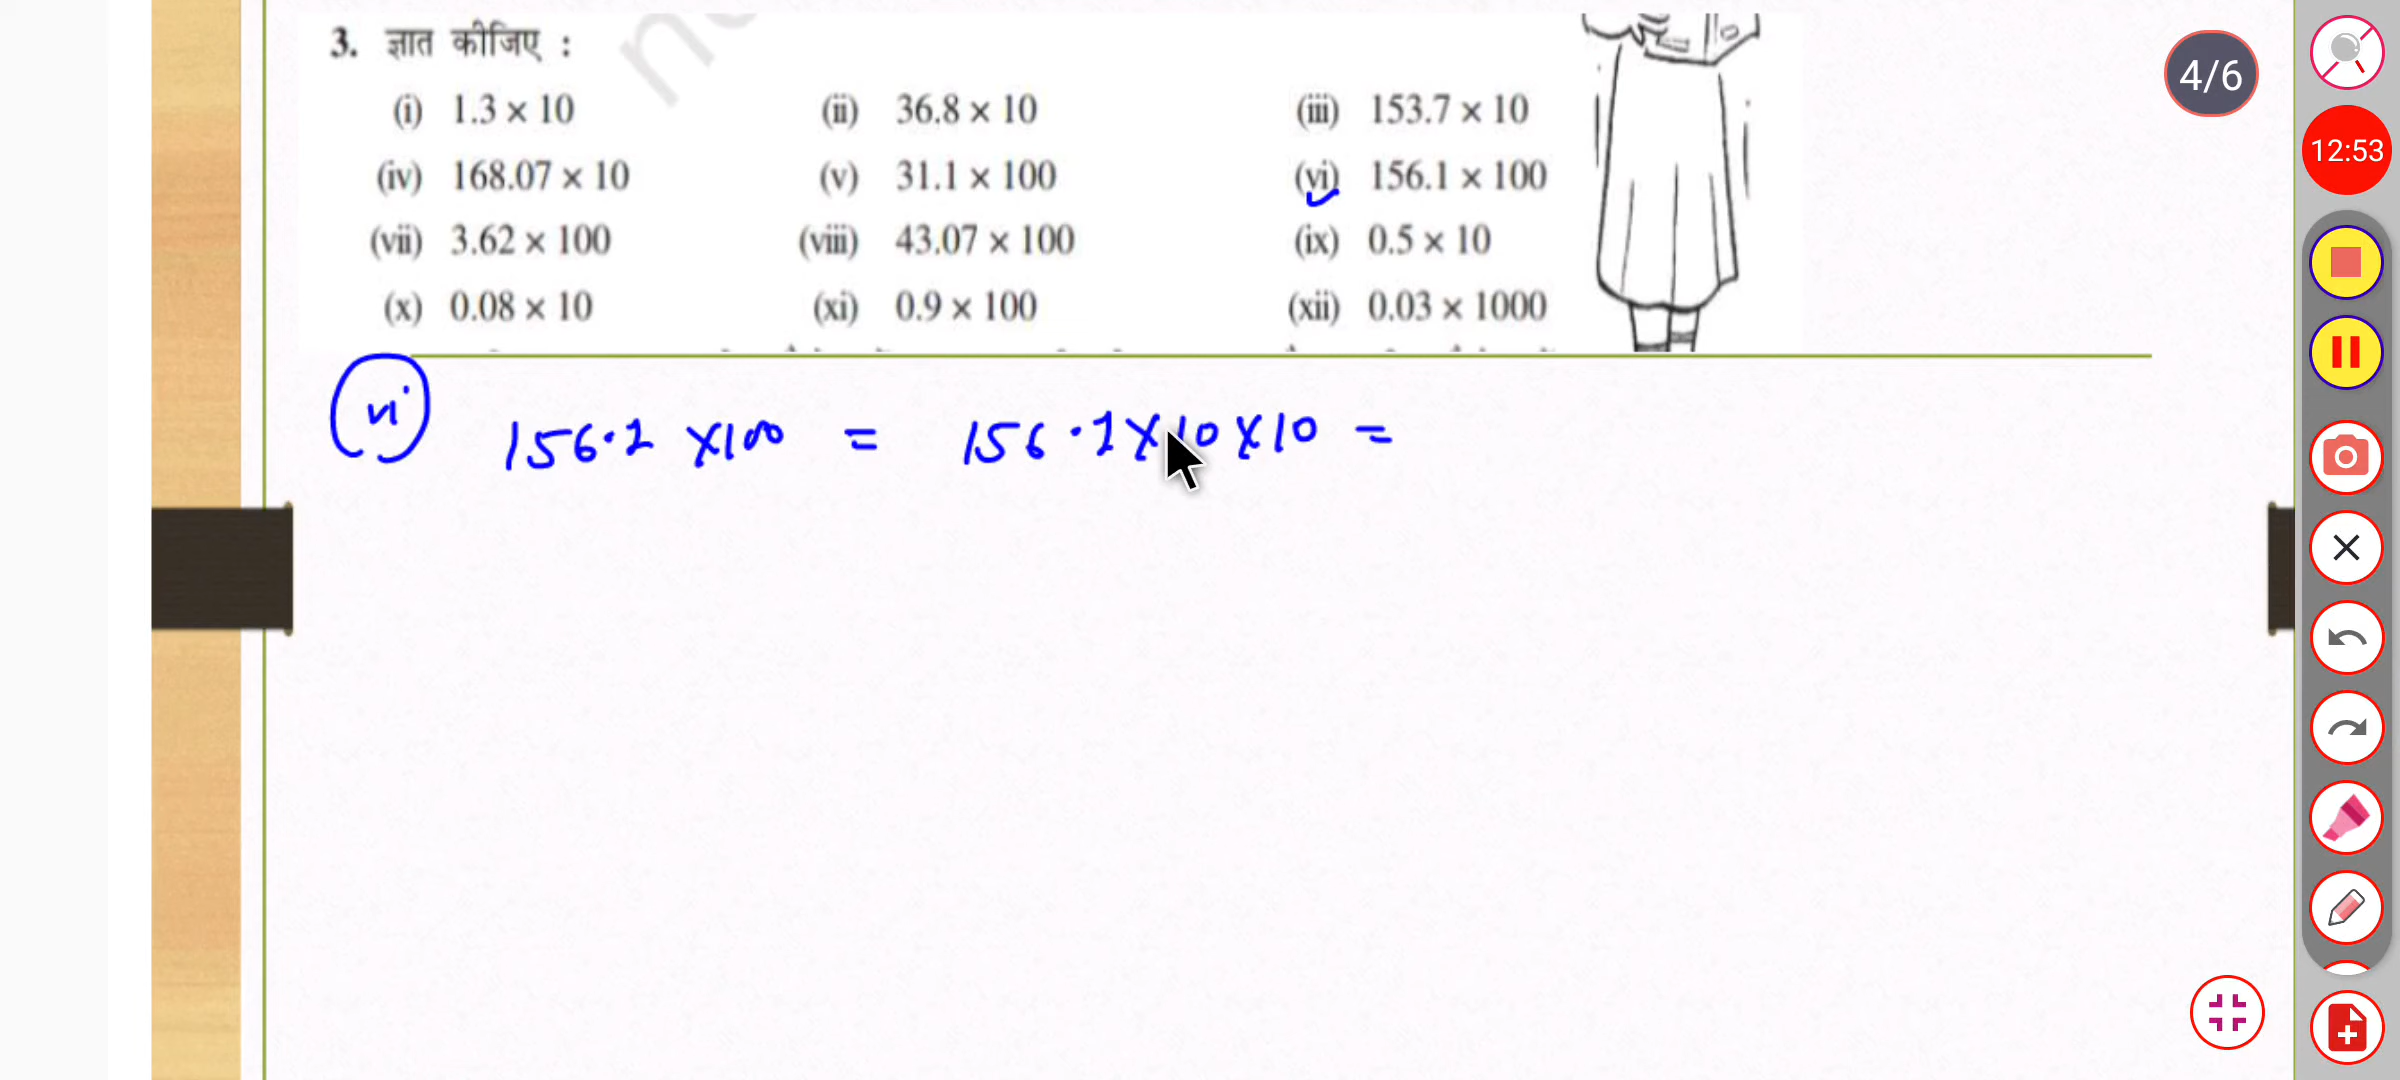 3. ज्ञात कीजिए :
(i) 1.3 × 10 (ii) 36.8 × 10 (iii) 153.7 × 10
(iv) 168.07 × 10 (v) 31.1 × 100 (vi) 156.1 × 100
(vii) 3.62 × 100 (viii) 43.07 × 100 (ix) 0.5 × 10
(x) 0.08 × 10 (xi) 0.9 × 100 (xii) 0.03 × 1000
vi 156.1 ×100 = 156.1×10×10 =
4/6
12:53